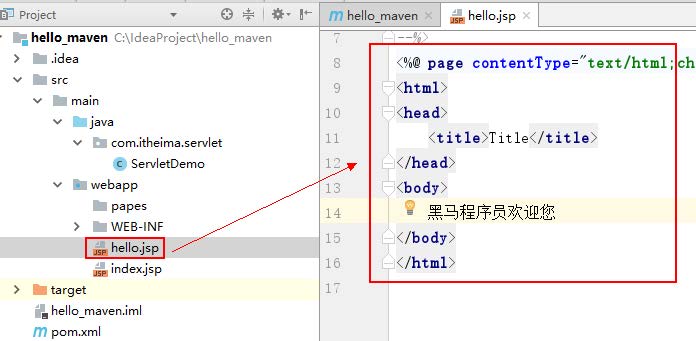 Project
hello_maven
hello.jsp
hello_maven C:\IdeaProject\hello_maven
.idea
src
main
java
com.itheima.servlet
ServletDemo
webapp
papes
WEB-INF
hello.jsp
index.jsp
target
hello_maven.iml
pom.xml
7 --%>
8 <%@ page contentType="text/html;ch
9 <html>
10 <head>
11 <title>Title</title>
12 </head>
13 <body>
14 黑马程序员欢迎您
15 </body>
16 </html>
17